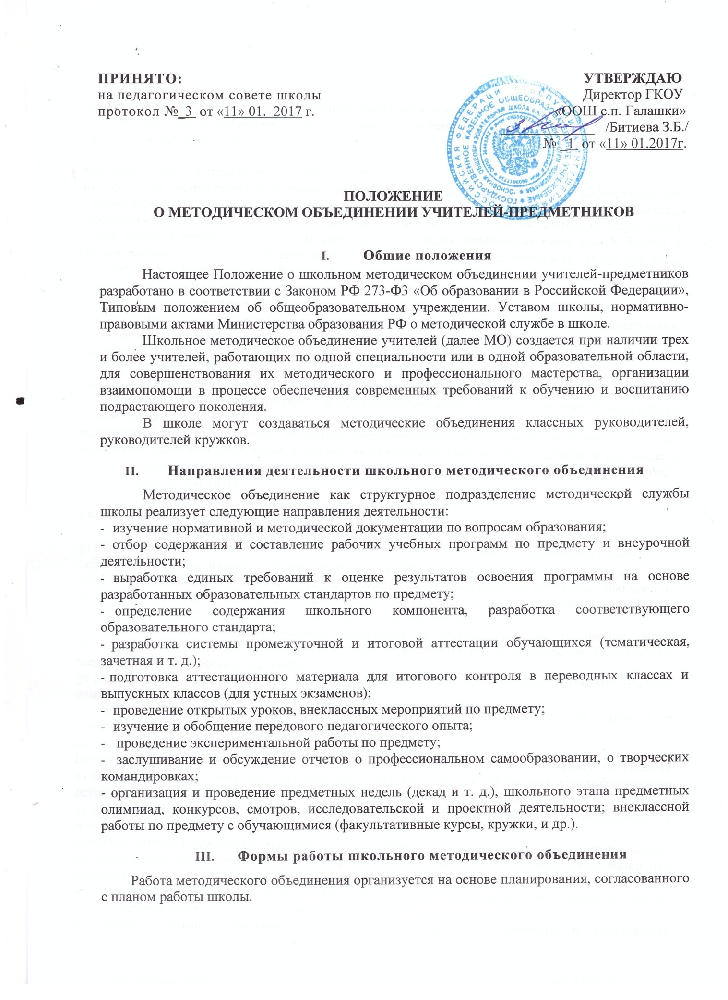 ПРИНЯТО:
на педагогическом совете школы
протокол № 3 от «11» 01. 2017 г.
УТВЕРЖДАЮ
Директор ГКОУ
«ООШ с.п. Галашки»
/Битиева З.Б./
№ 1 от «11» 01.2017г.
ПОЛОЖЕНИЕ
О МЕТОДИЧЕСКОМ ОБЪЕДИНЕНИИ УЧИТЕЛЕЙ-ПРЕДМЕТНИКОВ
I. Общие положения
Настоящее Положение о школьном методическом объединении учителей-предметников
разработано в соответствии с Законом РФ 273-ФЗ «Об образовании в Российской Федерации»,
Типовым положением об общеобразовательном учреждении. Уставом школы, нормативно-
правовыми актами Министерства образования РФ о методической службе в школе.
Школьное методическое объединение учителей (далее МО) создается при наличии трех
и более учителей, работающих по одной специальности или в одной образовательной области,
для совершенствования их методического и профессионального мастерства, организации
взаимопомощи в процессе обеспечения современных требований к обучению и воспитанию
подрастающего поколения.
В школе могут создаваться методические объединения классных руководителей,
руководителей кружков.
II. Направления деятельности школьного методического объединения
Методическое объединение как структурное подразделение методической службы
школы реализует следующие направления деятельности:
- изучение нормативной и методической документации по вопросам образования;
- отбор содержания и составление рабочих учебных программ по предмету и внеурочной
деятельности;
- выработка единых требований к оценке результатов освоения программы на основе
разработанных образовательных стандартов по предмету;
- определение содержания школьного компонента, разработка соответствующего
образовательного стандарта;
- разработка системы промежуточной и итоговой аттестации обучающихся (тематическая,
зачетная и т. д.);
- подготовка аттестационного материала для итогового контроля в переводных классах и
выпускных классов (для устных экзаменов);
- проведение открытых уроков, внеклассных мероприятий по предмету;
- изучение и обобщение передового педагогического опыта;
- проведение экспериментальной работы по предмету;
- заслушивание и обсуждение отчетов о профессиональном самообразовании, о творческих
командировках;
- организация и проведение предметных недель (декад и т. д.), школьного этапа предметных
олимпиад, конкурсов, смотров, исследовательской и проектной деятельности; внеклассной
работы по предмету с обучающимися (факультативные курсы, кружки, и др.).
III. Формы работы школьного методического объединения
Работа методического объединения организуется на основе планирования, согласованного
с планом работы школы.